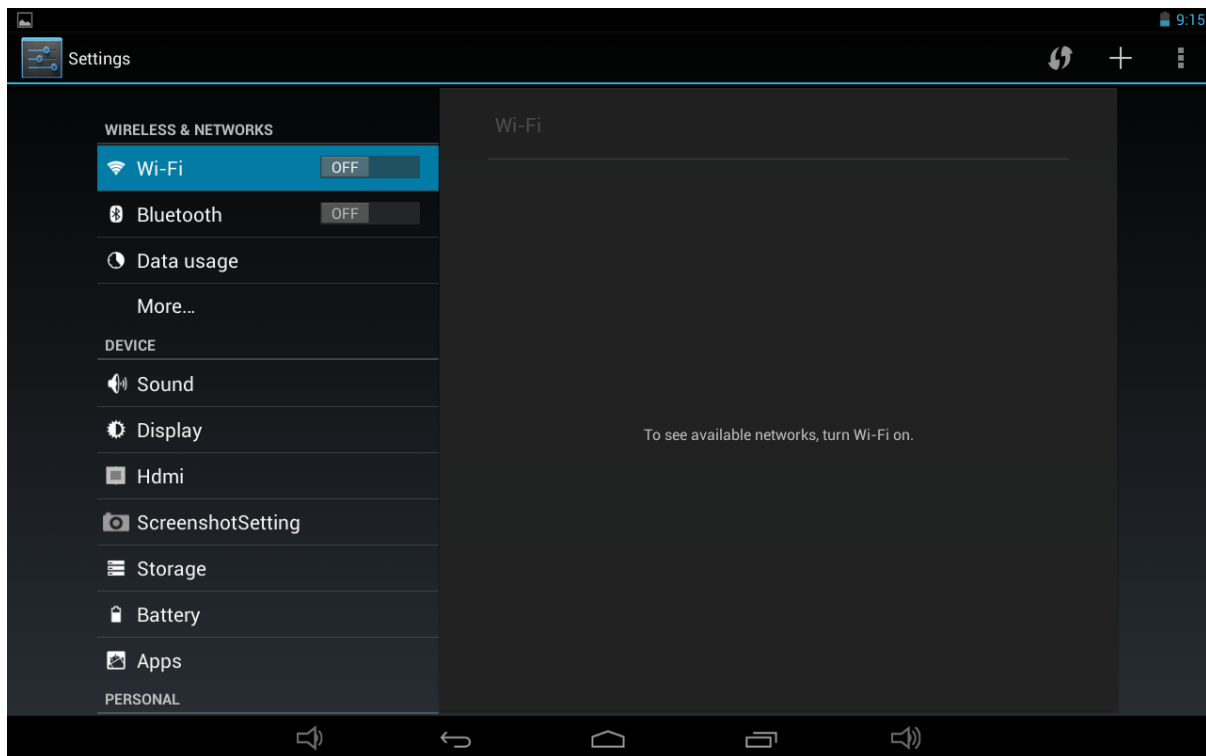 9:15
Settings
WIRELESS & NETWORKS
Wi-Fi
Wi-Fi OFF
Bluetooth OFF
Data usage
More...
DEVICE
Sound
Display
To see available networks, turn Wi-Fi on.
Hdmi
ScreenshotSetting
Storage
Battery
Apps
PERSONAL